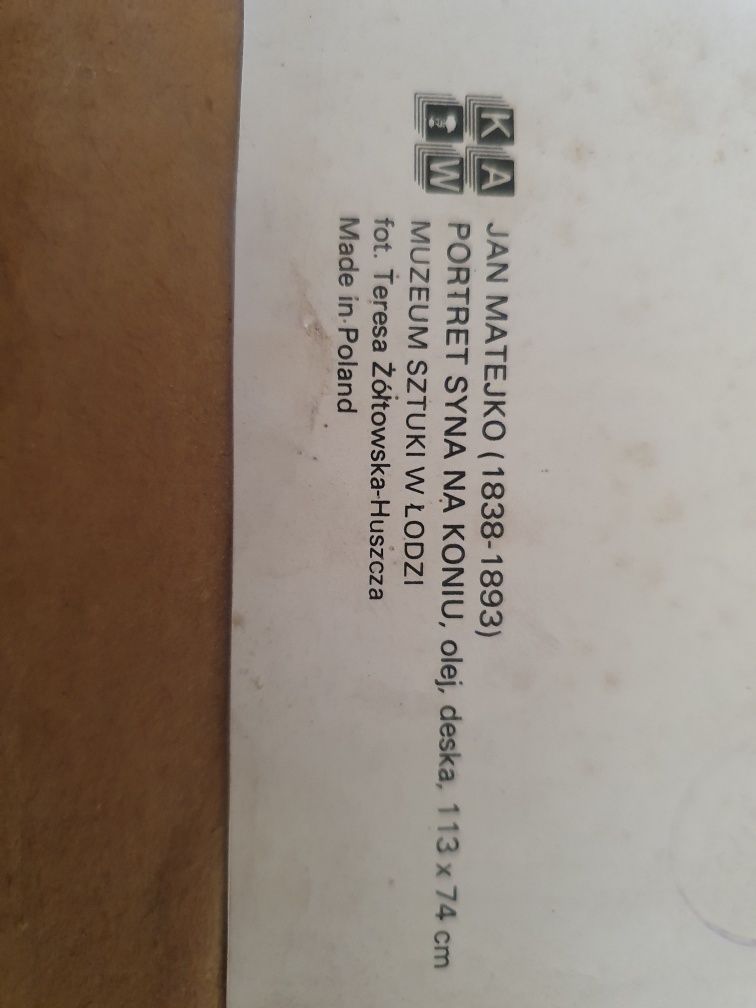 KA
W
JAN MATEJKO (1838-1893)
PORTRET SYNA NA KONIU, olej, deska, 113 x 74 cm
MUZEUM SZTUKI W ŁODZI
fot. Teresa Żółtowska-Huszcza
Made in Poland